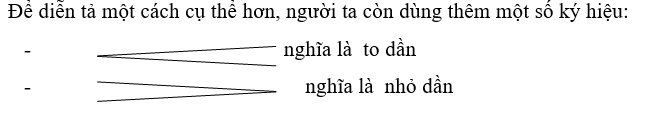 Để diễn tả một cách cụ thể hơn, người ta còn dùng thêm một số ký hiệu:
- nghĩa là to dần
- nghĩa là nhỏ dần